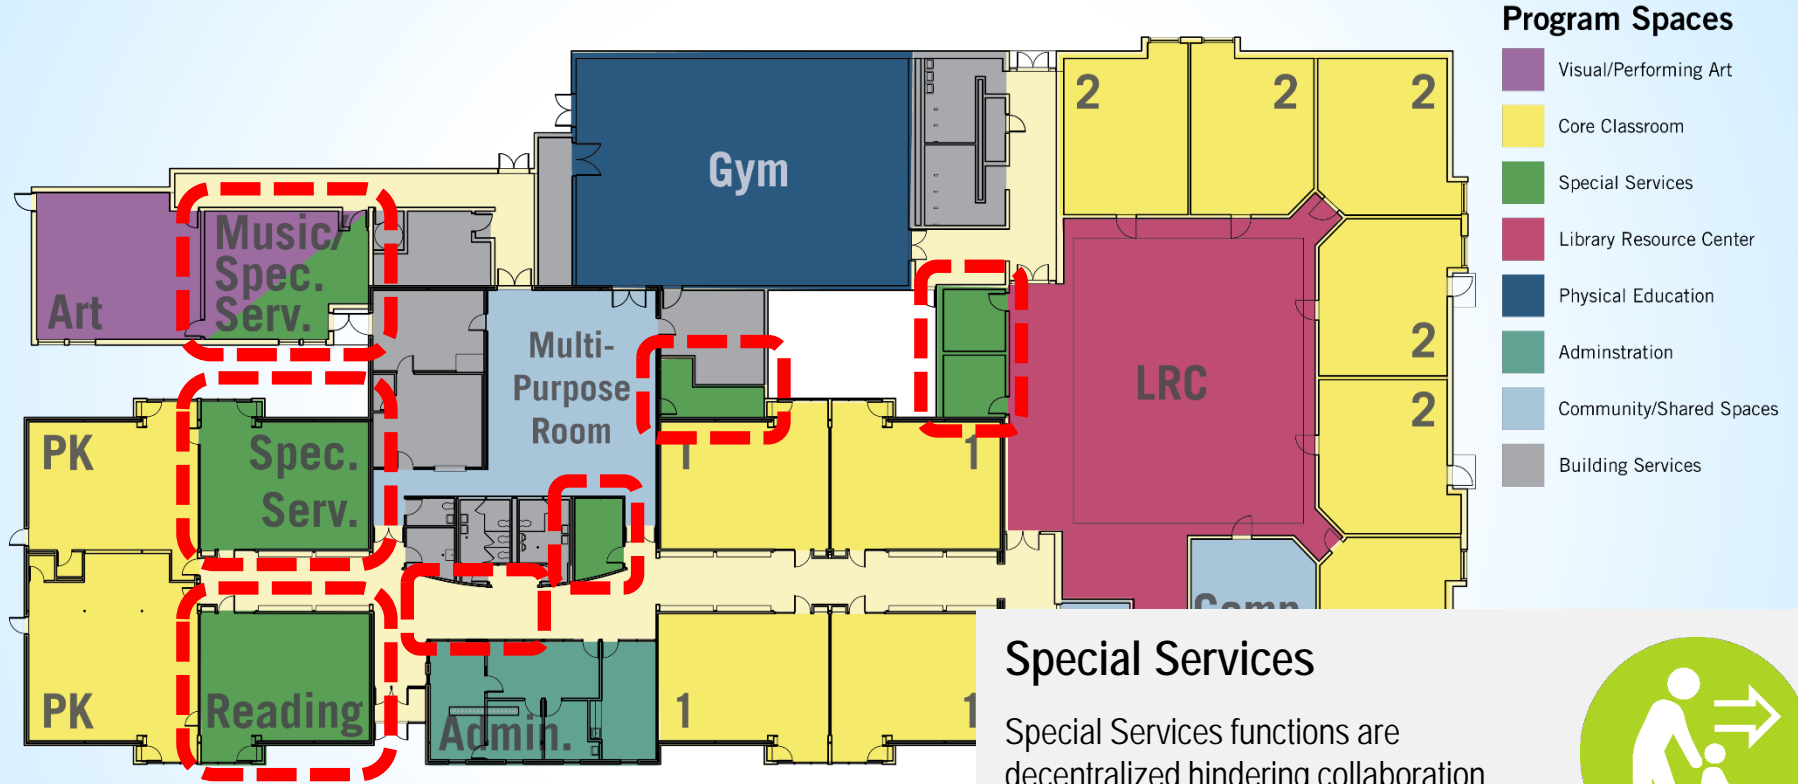 Program Spaces
Visual/Performing Art
Core Classroom
Special Services
Library Resource Center
Physical Education
Adminstration
Community/Shared Spaces
Building Services
2
2
2
Gym
Music/
Spec.
Serv.
Art
Multi-
Purpose
Room
2
LRC
2
PK
Spec.
Serv.
1
1
Comp
PK
Reading
Admin.
1
1
Special Services
Special Services functions are
decentralized hindering collaboration